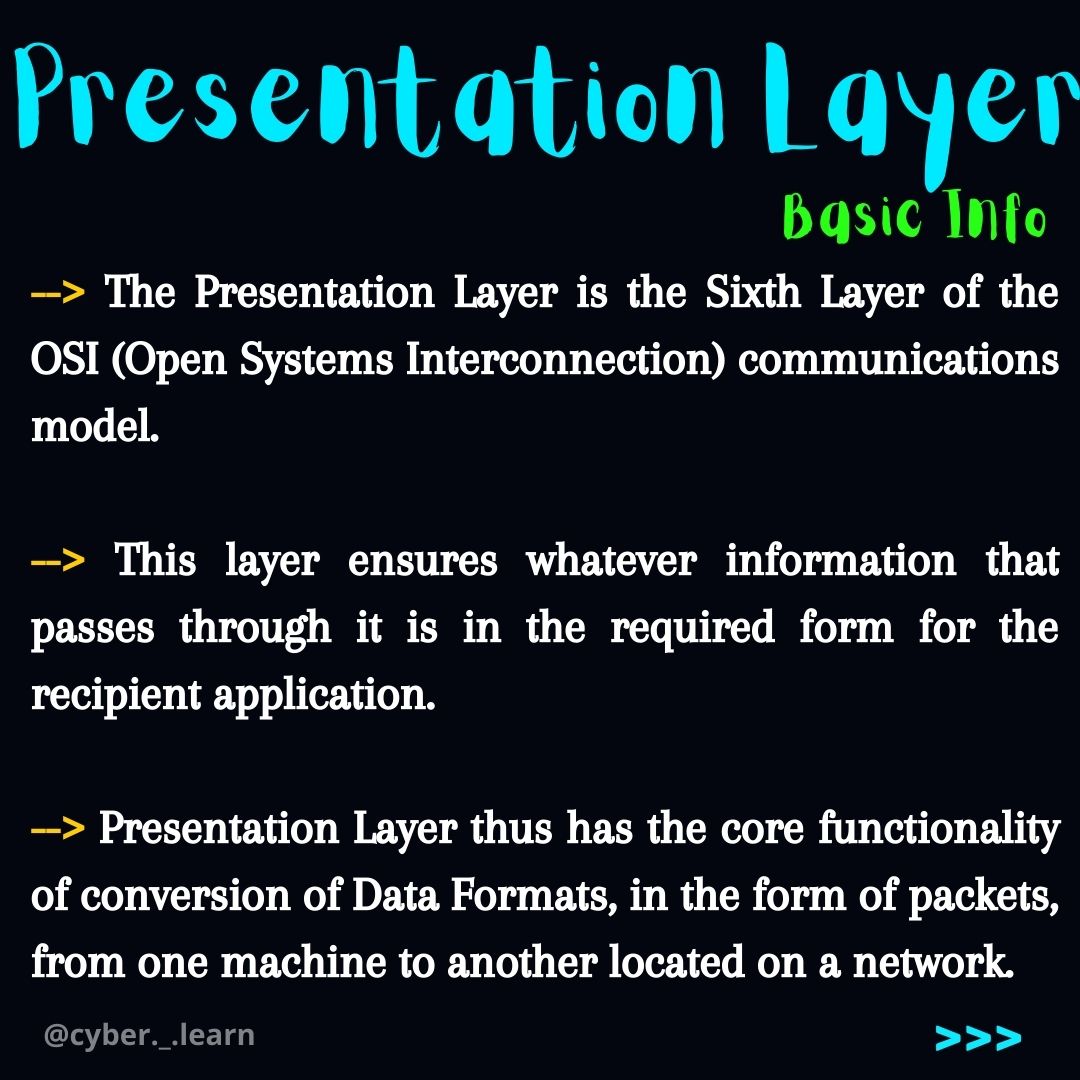 Presentation Layer
Basic Info
--> The Presentation Layer is the Sixth Layer of the
OSI (Open Systems Interconnection) communications
model.
--> This layer ensures whatever information that
passes through it is in the required form for the
recipient application.
--> Presentation Layer thus has the core functionality
of conversion of Data Formats, in the form of packets,
from one machine to another located on a network.
@cyber._.learn
>>>